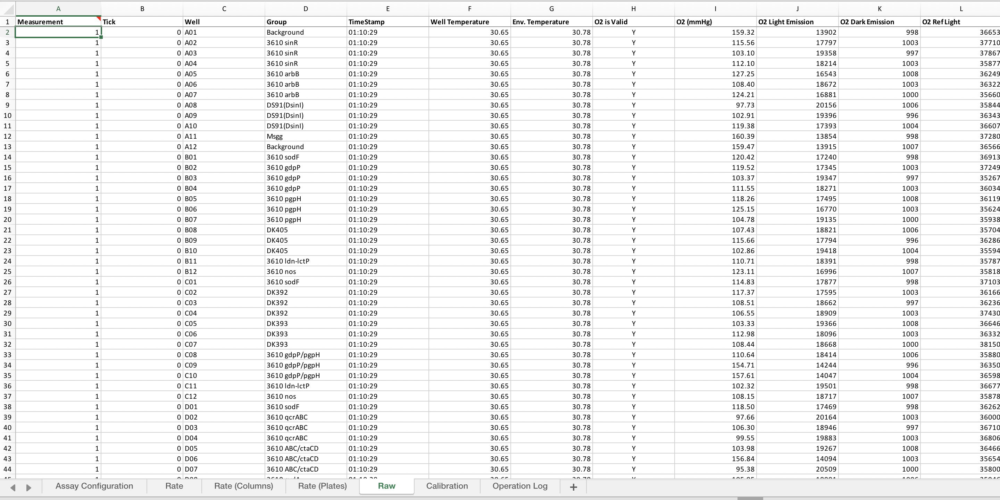 A B C D E F G H I J K L
1 Measurement Tick Well Group TimeStamp Well Temperature Env. Temperature O2 is Valid O2 (mmHg) O2 Light Emission O2 Dark Emission O2 Ref Light
2 1 0 A01 Background 01:10:29 30.65 30.78 Y 159.32 13902 998 36653
3 1 0 A02 3610 sinR 01:10:29 30.65 30.78 Y 115.56 17797 1003 37710
4 1 0 A03 3610 sinR 01:10:29 30.65 30.78 Y 103.10 19358 997 37867
5 1 0 A04 3610 sinR 01:10:29 30.65 30.78 Y 112.10 18214 1003 35877
6 1 0 A05 3610 arbB 01:10:29 30.65 30.78 Y 127.25 16543 1008 36249
7 1 0 A06 3610 arbB 01:10:29 30.65 30.78 Y 108.40 18672 1003 36322
8 1 0 A07 3610 arbB 01:10:29 30.65 30.78 Y 124.21 16881 1000 35660
9 1 0 A08 DS91(DsinI) 01:10:29 30.65 30.78 Y 97.73 20156 1006 35844
10 1 0 A09 DS91(DsinI) 01:10:29 30.65 30.78 Y 102.91 19396 996 36343
11 1 0 A10 DS91(DsinI) 01:10:29 30.65 30.78 Y 119.38 17393 1004 36607
12 1 0 A11 Msgg 01:10:29 30.65 30.78 Y 160.39 13854 998 37280
13 1 0 A12 Background 01:10:29 30.65 30.78 Y 159.47 13915 1007 36566
14 1 0 B01 3610 sodF 01:10:29 30.65 30.78 Y 120.42 17240 998 36913
15 1 0 B02 3610 gdpP 01:10:29 30.65 30.78 Y 119.52 17345 1003 37249
16 1 0 B03 3610 gdpP 01:10:29 30.65 30.78 Y 103.37 19347 997 35267
17 1 0 B04 3610 gdpP 01:10:29 30.65 30.78 Y 111.55 18271 1003 36034
18 1 0 B05 3610 pgpH 01:10:29 30.65 30.78 Y 118.26 17495 1008 36119
19 1 0 B06 3610 pgpH 01:10:29 30.65 30.78 Y 125.15 16770 1003 35624
20 1 0 B07 3610 pgpH 01:10:29 30.65 30.78 Y 104.78 19135 1000 35938
21 1 0 B08 DK405 01:10:29 30.65 30.78 Y 107.43 18821 1006 35704
22 1 0 B09 DK405 01:10:29 30.65 30.78 Y 115.66 17794 996 36286
23 1 0 B10 DK405 01:10:29 30.65 30.78 Y 102.86 19418 1004 35594
24 1 0 B11 3610 ldn-lctP 01:10:29 30.65 30.78 Y 110.71 18391 998 35787
25 1 0 B12 3610 nos 01:10:29 30.65 30.78 Y 123.11 16996 1007 35818
26 1 0 C01 3610 sodF 01:10:29 30.65 30.78 Y 114.83 17877 998 37103
27 1 0 C02 DK392 01:10:29 30.65 30.78 Y 117.37 17595 1003 36166
28 1 0 C03 DK392 01:10:29 30.65 30.78 Y 108.51 18662 997 36236
29 1 0 C04 DK392 01:10:29 30.65 30.78 Y 106.55 18909 1003 37430
30 1 0 C05 DK393 01:10:29 30.65 30.78 Y 103.33 19366 1008 36646
31 1 0 C06 DK393 01:10:29 30.65 30.78 Y 112.98 18096 1003 36332
32 1 0 C07 DK393 01:10:29 30.65 30.78 Y 108.44 18668 1000 38150
33 1 0 C08 3610 gdpP/pgpH 01:10:29 30.65 30.78 Y 110.64 18414 1006 35880
34 1 0 C09 3610 gdpP/pgpH 01:10:29 30.65 30.78 Y 154.71 14244 996 36350
35 1 0 C10 3610 gdpP/pgpH 01:10:29 30.65 30.78 Y 157.61 14047 1004 36598
36 1 0 C11 3610 ldn-lctP 01:10:29 30.65 30.78 Y 102.32 19501 998 36677
37 1 0 C12 3610 nos 01:10:29 30.65 30.78 Y 108.15 18717 1007 35878
38 1 0 D01 3610 sodF 01:10:29 30.65 30.78 Y 118.50 17469 998 36262
39 1 0 D02 3610 qcrABC 01:10:29 30.65 30.78 Y 97.66 20164 1003 36000
40 1 0 D03 3610 qcrABC 01:10:29 30.65 30.78 Y 106.30 18946 997 36710
41 1 0 D04 3610 qcrABC 01:10:29 30.65 30.78 Y 99.55 19883 1003 36806
42 1 0 D05 3610 ABC/ctaCD 01:10:29 30.65 30.78 Y 103.98 19267 1008 36466
43 1 0 D06 3610 ABC/ctaCD 01:10:29 30.65 30.78 Y 156.84 14094 1003 35654
44 1 0 D07 3610 ABC/ctaCD 01:10:29 30.65 30.78 Y 95.38 20509 1000 35800
Assay Configuration Rate Rate (Columns) Rate (Plates) Raw Calibration Operation Log +